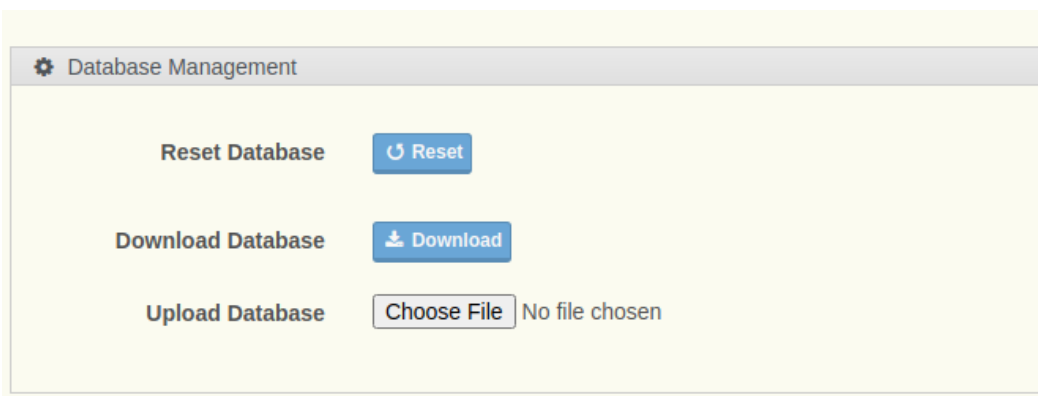 Database Management
Reset Database Reset
Download Database Download
Upload Database Choose File No file chosen